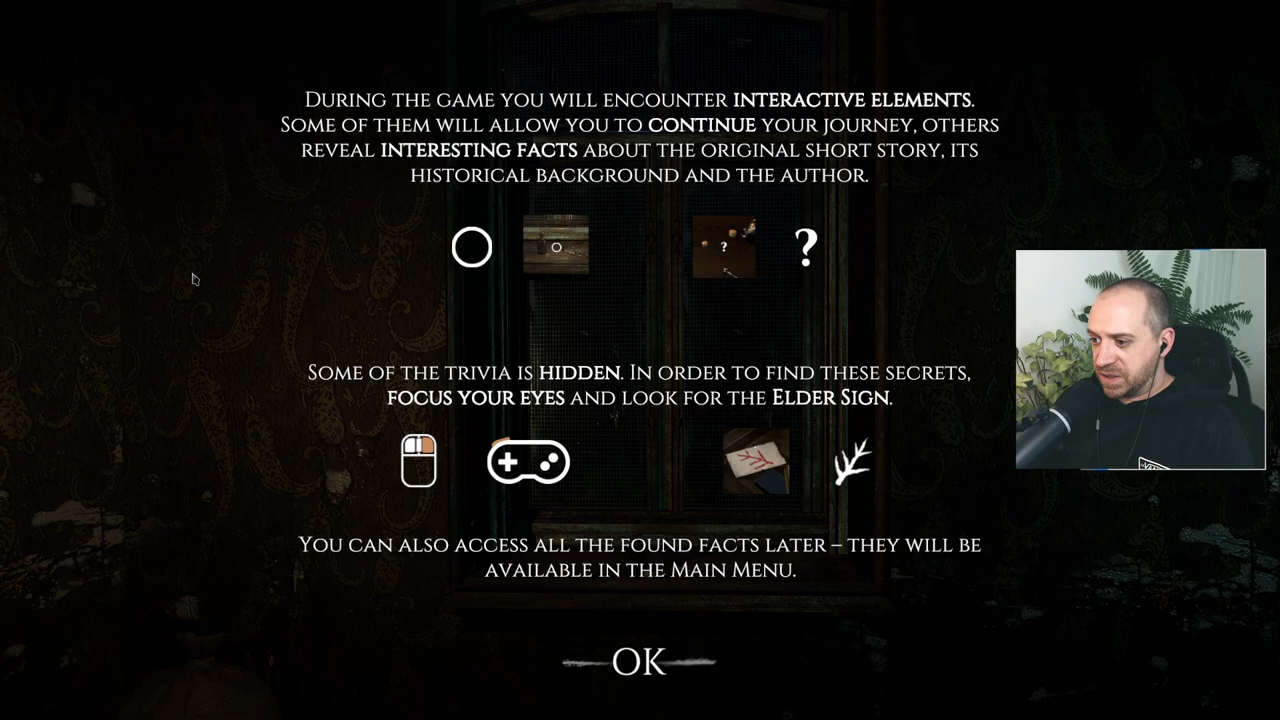 DURING THE GAME YOU WILL ENCOUNTER INTERACTIVE ELEMENTS.
SOME OF THEM WILL ALLOW YOU TO CONTINUE YOUR JOURNEY, OTHERS
REVEAL INTERESTING FACTS ABOUT THE ORIGINAL SHORT STORY, ITS
HISTORICAL BACKGROUND AND THE AUTHOR.
?
?
SOME OF THE TRIVIA IS HIDDEN. IN ORDER TO FIND THESE SECRETS,
FOCUS YOUR EYES AND LOOK FOR THE ELDER SIGN.
YOU CAN ALSO ACCESS ALL THE FOUND FACTS LATER – THEY WILL BE
AVAILABLE IN THE MAIN MENU.
OK